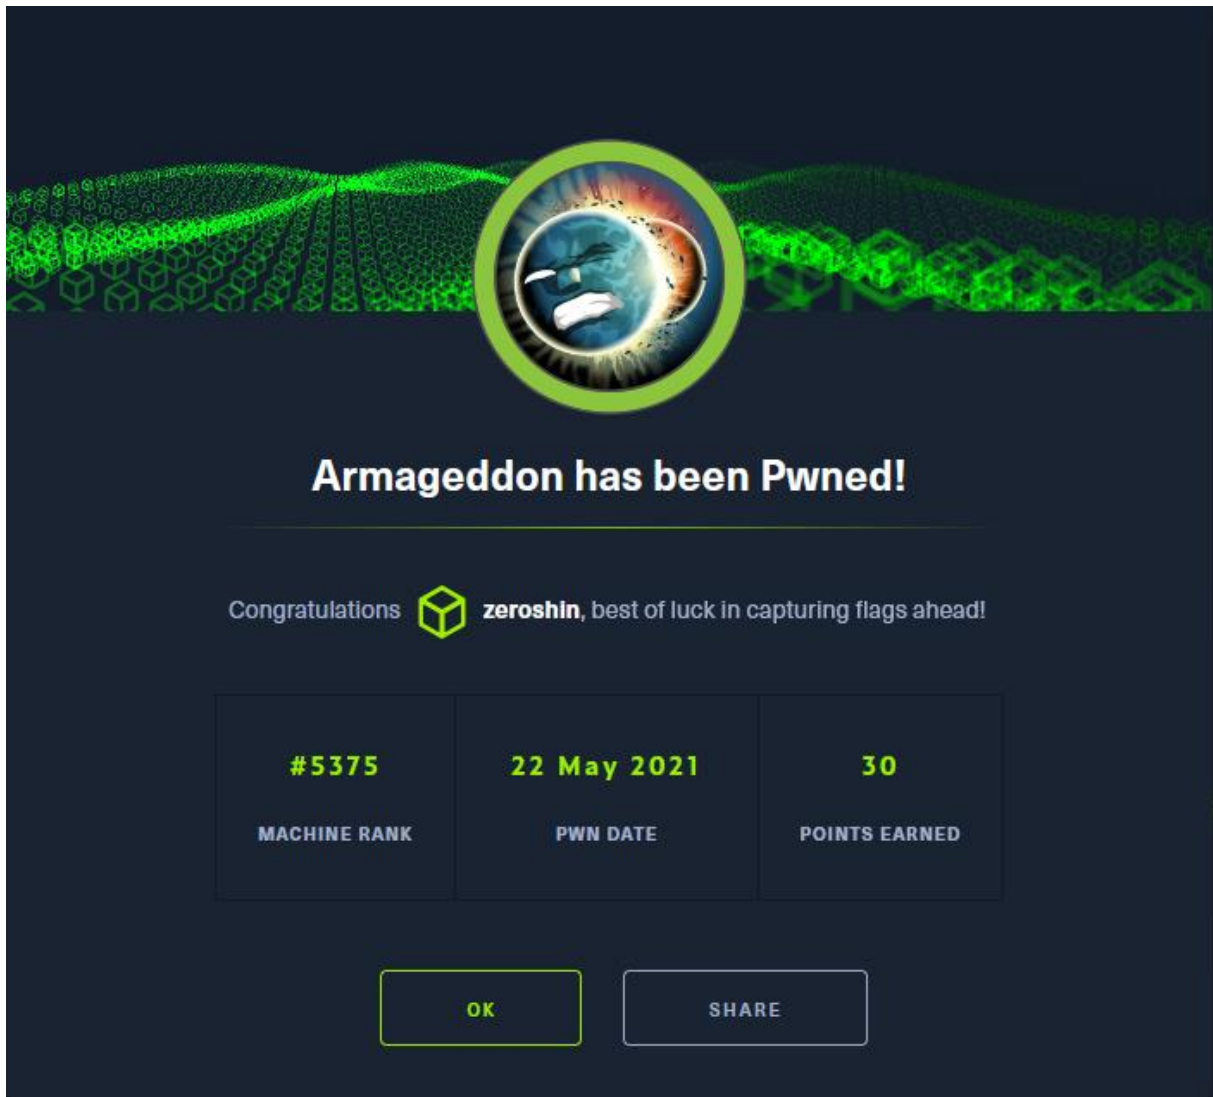 Armageddon has been Pwned!
Congratulations zeroshin, best of luck in capturing flags ahead!
#5375 22 May 2021 30
MACHINE RANK PWN DATE POINTS EARNED
OK SHARE